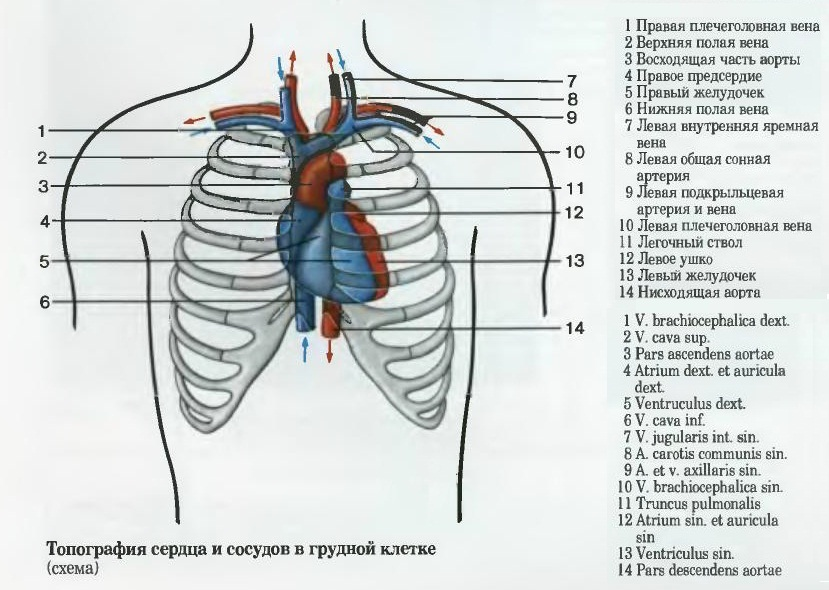 1
2
3
4
5
6
7
8
9
10
11
12
13
14
1 Правая плечеголовная вена
2 Верхняя полая вена
3 Восходящая часть аорты
4 Правое предсердие
5 Правый желудочек
6 Нижняя полая вена
7 Левая внутренняя яремная
вена
8 Левая общая сонная
артерия
9 Левая подкрыльцевая
артерия и вена
10 Левая плечеголовная вена
11 Легочный ствол
12 Левое ушко
13 Левый желудочек
14 Нисходящая аорта
1 V. brachiocephalica dext.
2 V. cava sup.
3 Pars ascendens aortae
4 Atrium dext. et auricula
dext.
5 Ventruculus dext.
6 V. cava inf.
7 V. jugularis int. sin.
8 A. carotis communis sin.
9 A. et v. axillaris sin.
10 V. brachiocephalica sin.
11 Truncus pulmonalis
12 Atrium sin. et auricula
sin
13 Ventriculus sin.
14 Pars descendens aortae
Топография сердца и сосудов в грудной клетке
(схема)